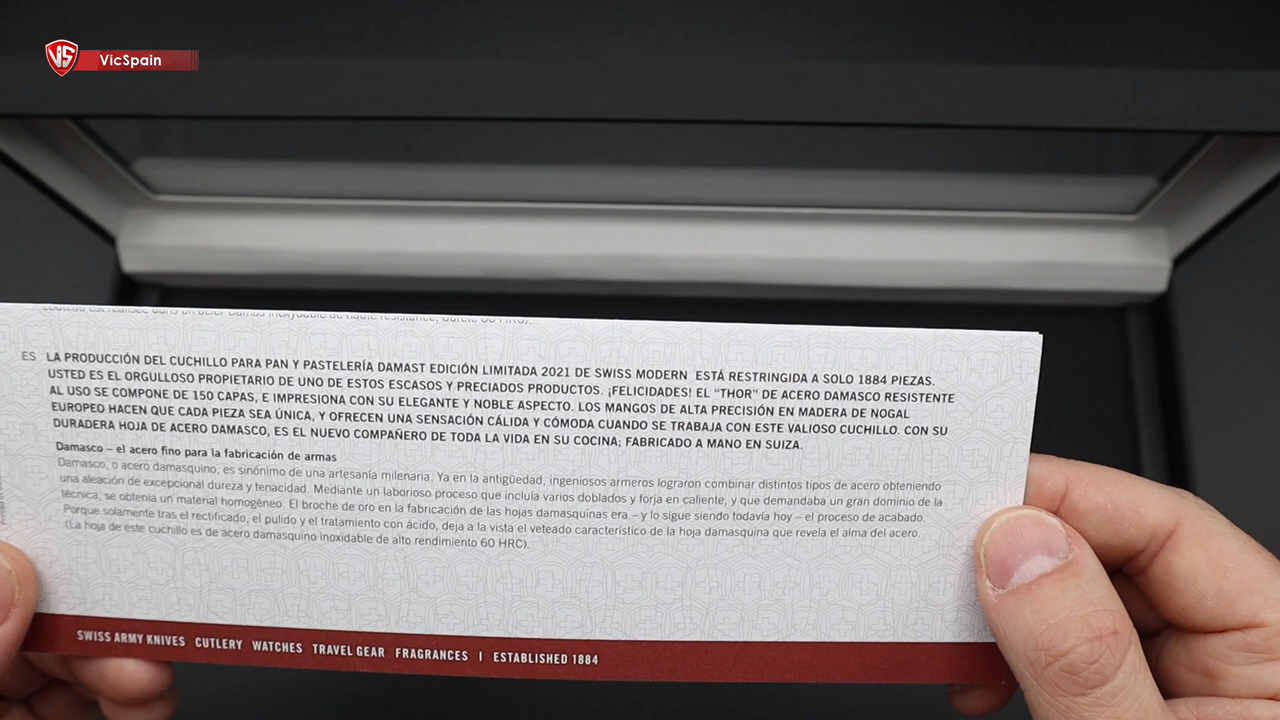 VS
VicSpain
ES LA PRODUCCIÓN DEL CUCHILLO PARA PAN Y PASTELERÍA DAMAST EDICIÓN LIMITADA 2021 DE SWISS MODERN ESTÁ RESTRINGIDA A SOLO 1884 PIEZAS.
USTED ES EL ORGULLOSO PROPIETARIO DE UNO DE ESTOS ESCASOS Y PRECIADOS PRODUCTOS. ¡FELICIDADES! EL "THOR" DE ACERO DAMASCO RESISTENTE
AL USO SE COMPONE DE 150 CAPAS, E IMPRESIONA CON SU ELEGANTE Y NOBLE ASPECTO. LOS MANGOS DE ALTA PRECISIÓN EN MADERA DE NOGAL
EUROPEO HACEN QUE CADA PIEZA SEA ÚNICA, Y OFRECEN UNA SENSACIÓN CÁLIDA Y CÓMODA CUANDO SE TRABAJA CON ESTE VALIOSO CUCHILLO. CON SU
DURADERA HOJA DE ACERO DAMASCO, ES EL NUEVO COMPAÑERO DE TODA LA VIDA EN SU COCINA; FABRICADO A MANO EN SUIZA.
Damasco – el acero fino para la fabricación de armas
Damasco, o acero damasquino, es sinónimo de una artesanía milenaria. Ya en la antigüedad, ingeniosos armeros lograron combinar distintos tipos de acero obteniendo
una aleación de excepcional dureza y tenacidad. Mediante un laborioso proceso que incluía varios doblados y forja en caliente, y que demandaba un gran dominio de la
técnica, se obtenía un material homogéneo. El broche de oro en la fabricación de las hojas damasquinas era – y lo sigue siendo todavía hoy – el proceso de acabado.
Porque solamente tras el rectificado, el pulido y el tratamiento con ácido, deja a la vista el veteado característico de la hoja damasquina que revela el alma del acero.
(La hoja de este cuchillo es de acero damasquino inoxidable de alto rendimiento 60 HRC).
SWISS ARMY KNIVES CUTLERY WATCHES TRAVEL GEAR FRAGRANCES | ESTABLISHED 1884